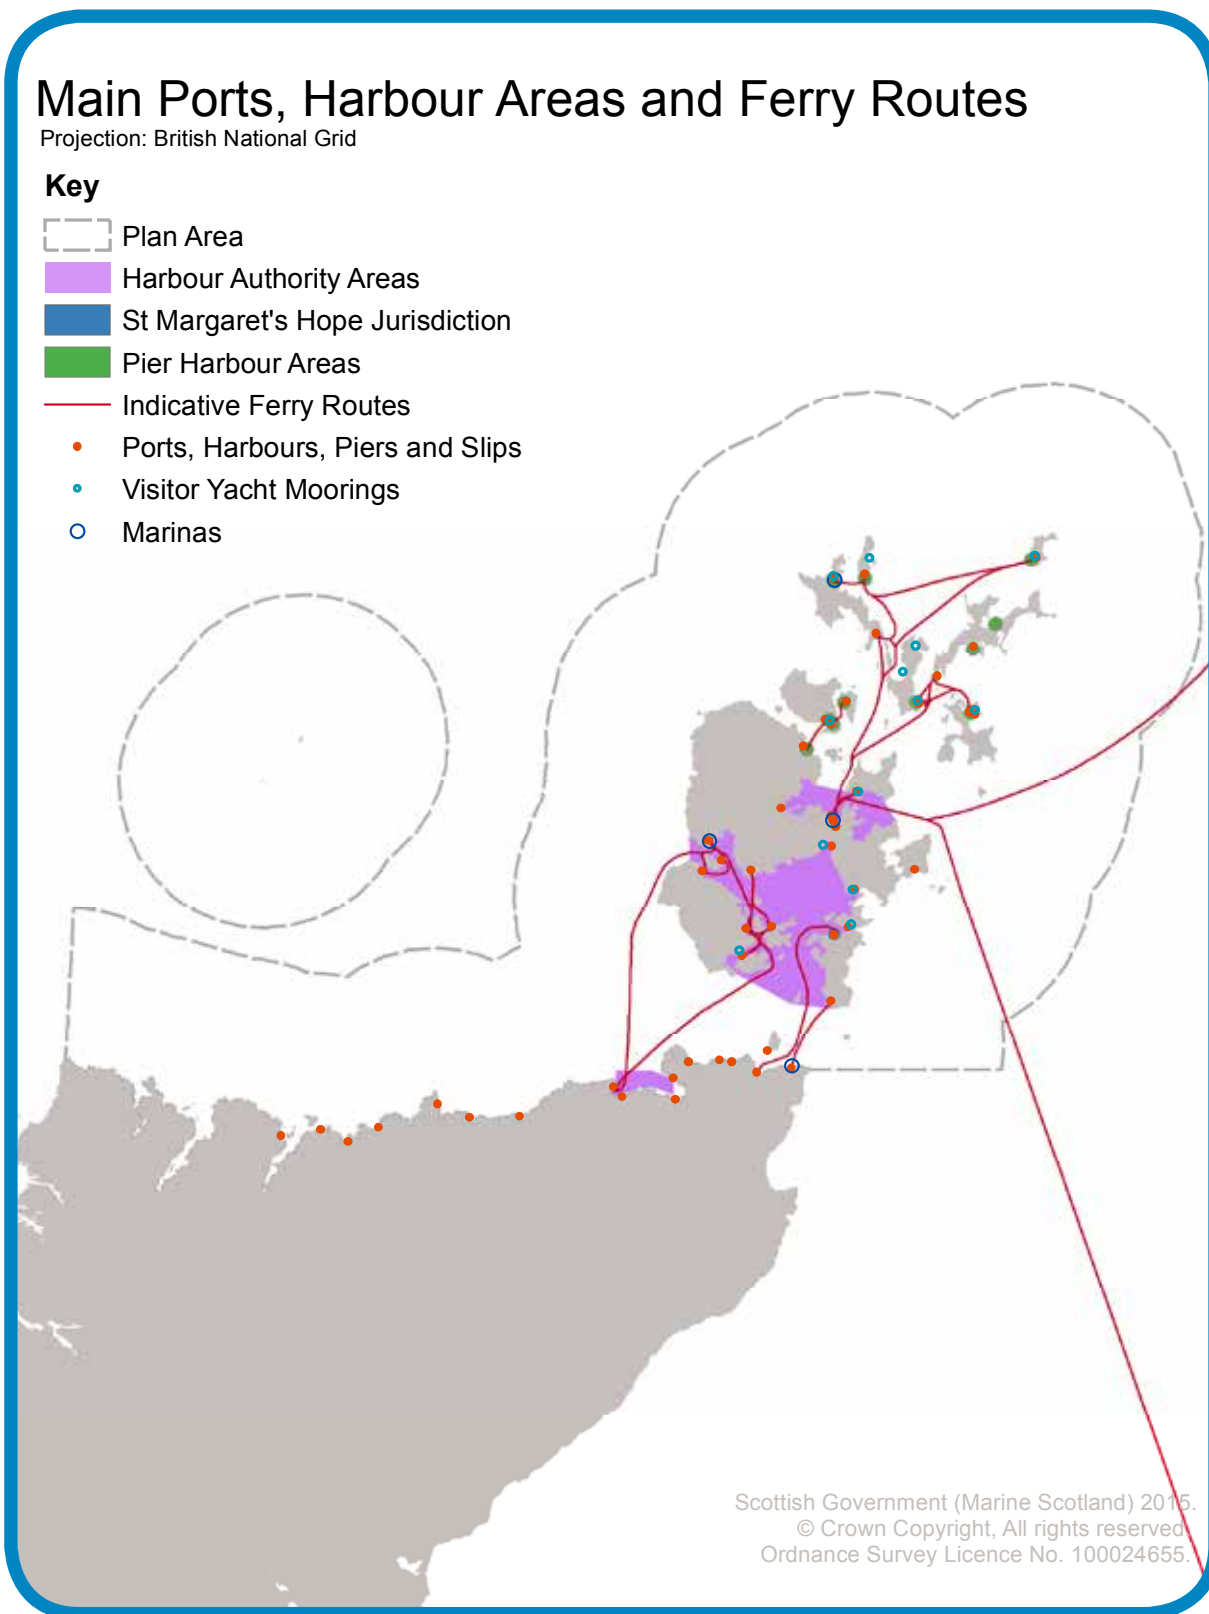 Main Ports, Harbour Areas and Ferry Routes
Projection: British National Grid
Key
Plan Area
Harbour Authority Areas
St Margaret's Hope Jurisdiction
Pier Harbour Areas
Indicative Ferry Routes
Ports, Harbours, Piers and Slips
Visitor Yacht Moorings
Marinas
Scottish Government (Marine Scotland) 2015.
© Crown Copyright, All rights reserved.
Ordnance Survey Licence No. 100024655.